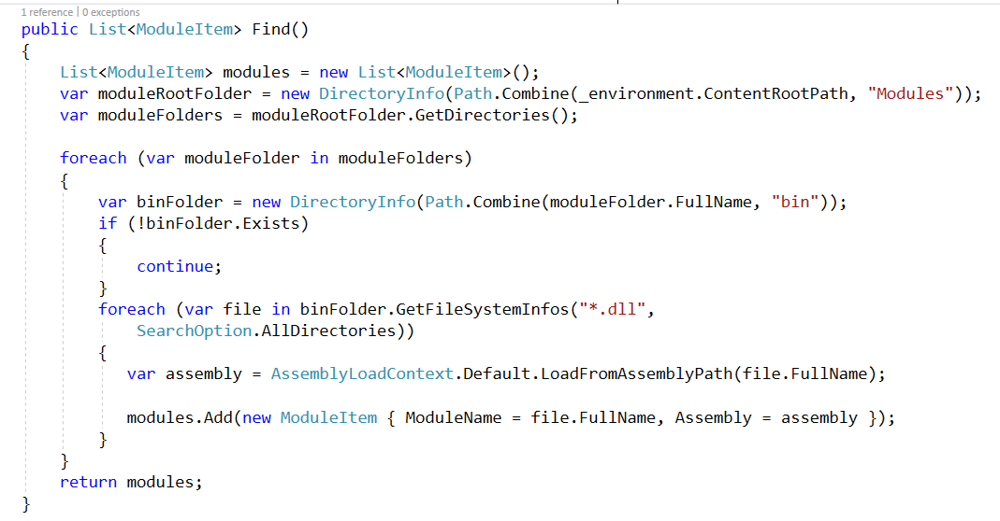 1 reference | 0 exceptions
public List<ModuleItem> Find()
{
    List<ModuleItem> modules = new List<ModuleItem>();
    var moduleRootFolder = new DirectoryInfo(Path.Combine(_environment.ContentRootPath, "Modules"));
    var moduleFolders = moduleRootFolder.GetDirectories();

    foreach (var moduleFolder in moduleFolders)
    {
        var binFolder = new DirectoryInfo(Path.Combine(moduleFolder.FullName, "bin"));
        if (!binFolder.Exists)
        {
            continue;
        }
        foreach (var file in binFolder.GetFileSystemInfos("*.dll",
            SearchOption.AllDirectories))
        {
           var assembly = AssemblyLoadContext.Default.LoadFromAssemblyPath(file.FullName);

           modules.Add(new ModuleItem { ModuleName = file.FullName, Assembly = assembly });
        }
    }
    return modules;
}